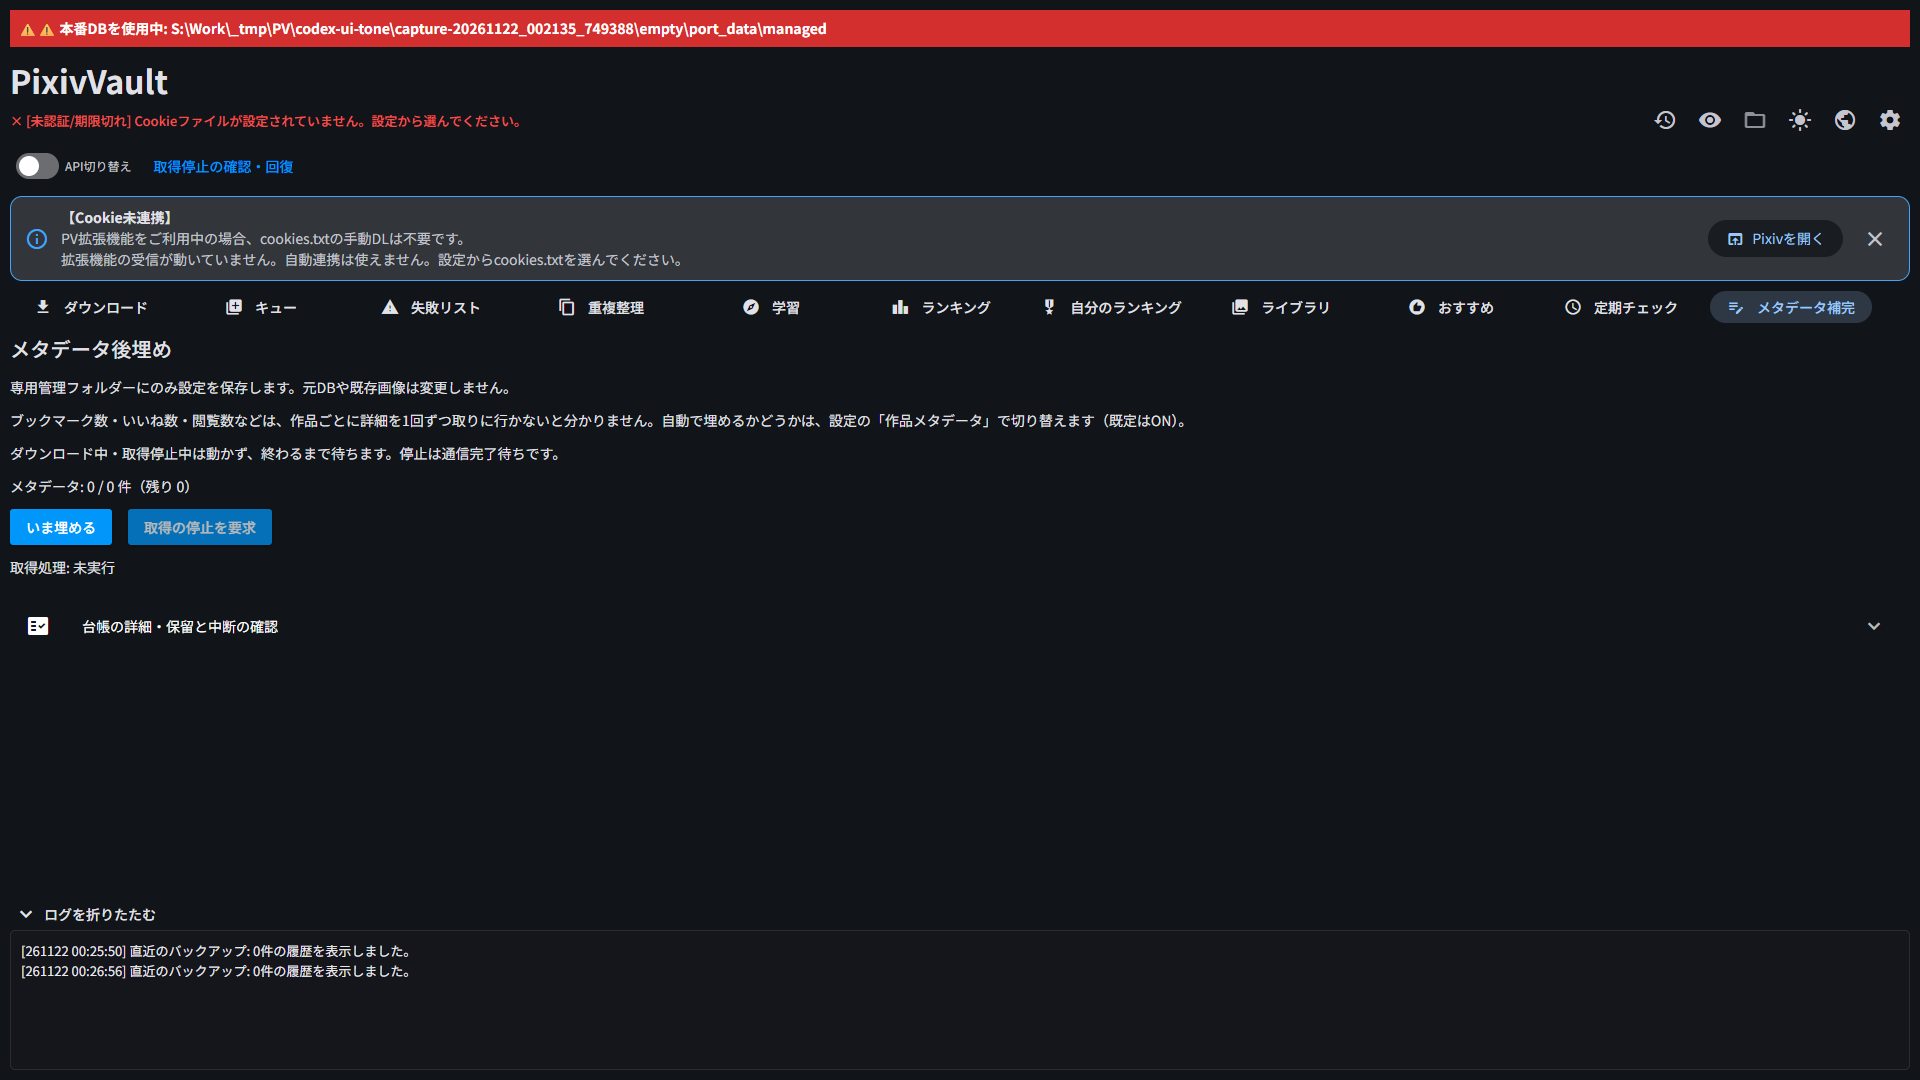 ⚠⚠ 本番DBを使用中: S:\Work\_tmp\PV\codex-ui-tone\capture-20261122_002135_749388\empty\port_data\managed
PixivVault
✕ [未認証/期限切れ] Cookieファイルが設定されていません。設定から選んでください。
API切り替え 取得停止の確認・回復
【Cookie未連携】
PV拡張機能をご利用中の場合、cookies.txtの手動DLは不要です。
拡張機能の受信が動いていません。自動連携は使えません。設定からcookies.txtを選んでください。
Pixivを開く
ダウンロード キュー 失敗リスト 重複整理 学習 ランキング 自分のランキング ライブラリ おすすめ 定期チェック メタデータ補完
メタデータ後埋め
専用管理フォルダーにのみ設定を保存します。元DBや既存画像は変更しません。
ブックマーク数・いいね数・閲覧数などは、作品ごとに詳細を1回ずつ取りに行かないと分かりません。自動で埋めるかどうかは、設定の「作品メタデータ」で切り替えます（既定はON）。
ダウンロード中・取得停止中は動かず、終わるまで待ちます。停止は通信完了待ちです。
メタデータ: 0 / 0 件（残り 0）
いま埋める 取得の停止を要求
取得処理: 未実行
台帳の詳細・保留と中断の確認
ログを折りたたむ
[261122 00:25:50] 直近のバックアップ: 0件の履歴を表示しました。
[261122 00:26:56] 直近のバックアップ: 0件の履歴を表示しました。